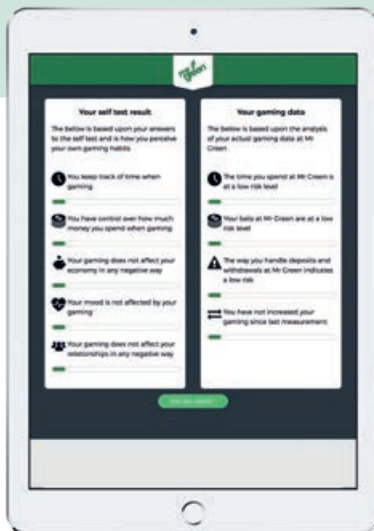 mr green
Your self test result
The below is based upon your answers
to the self test and is how you perceive
your own gaming habits
You keep track of time when
gaming
You have control over how much
money you spend when gaming
Your gaming does not affect your
economy in any negative way
Your mood is not affected by your
gaming
Your gaming does not affect your
relationships in any negative way
Your gaming data
The below is based upon the analysis
of your actual gaming data at Mr
Green
The time you spend at Mr Green is
at a low risk level
Your bets at Mr Green are at a low
risk level
The way you handle deposits and
withdrawals at Mr Green indicates
a low risk
You have not increased your
gaming since last measurement